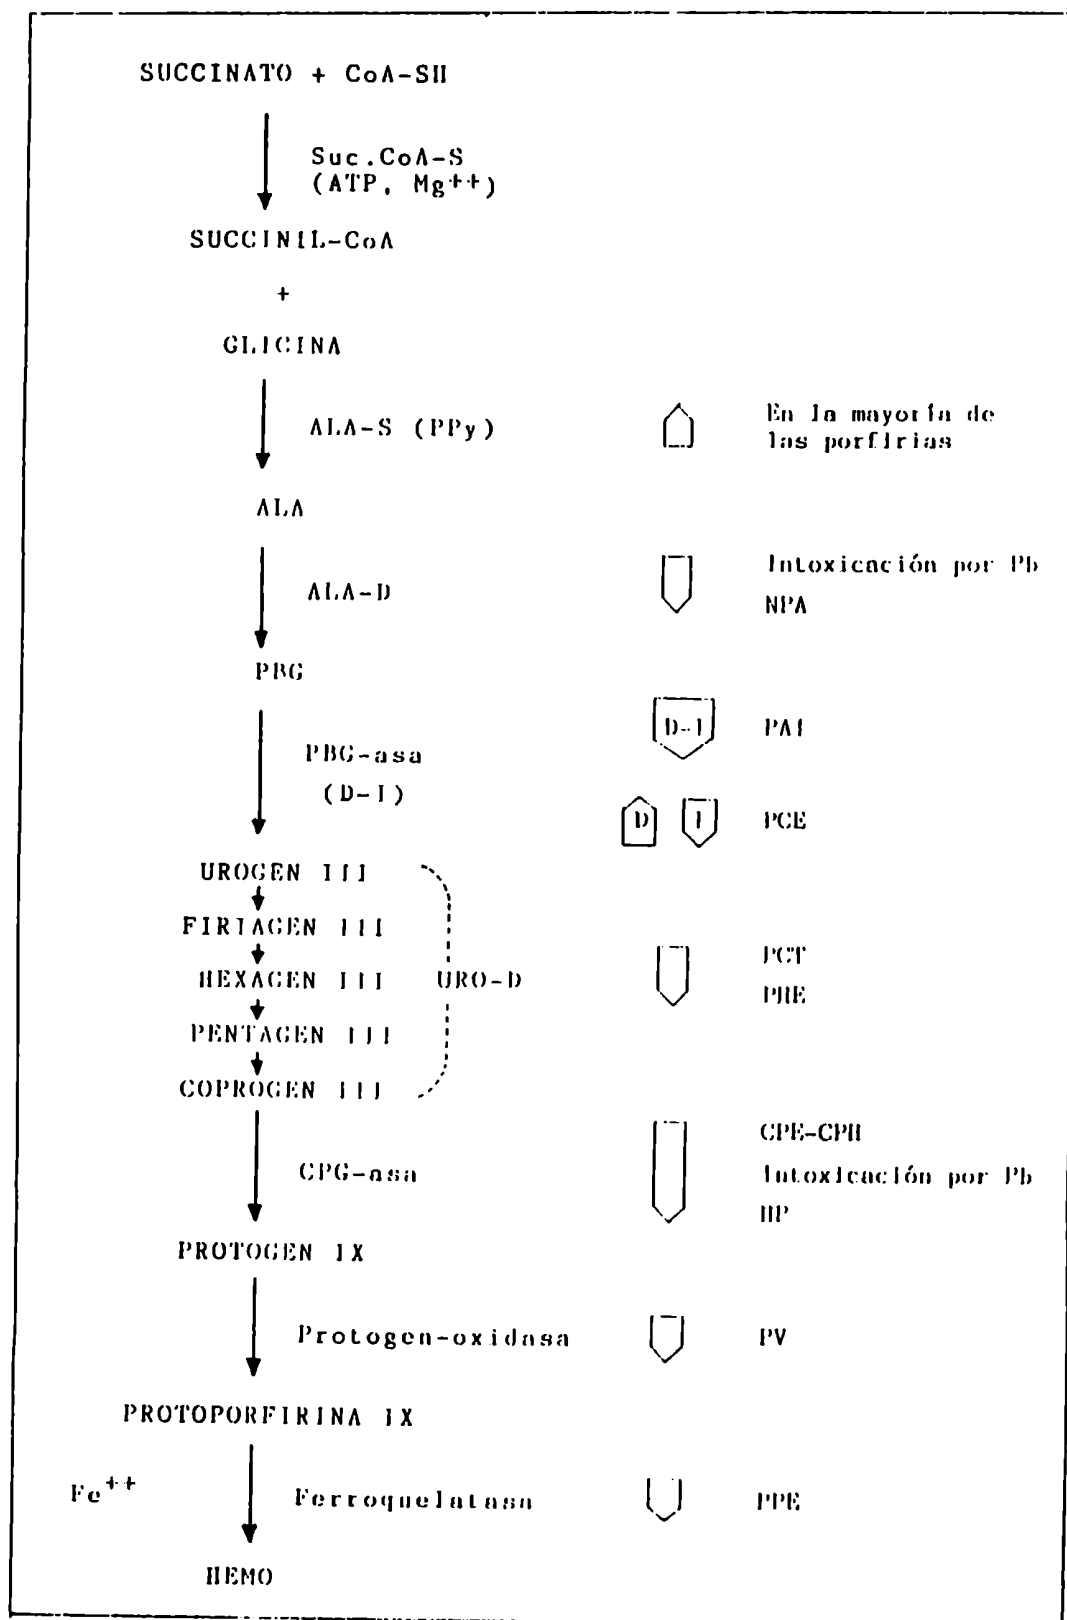 SUCCINATO + CoA-SH
Suc.CoA-S
(ATP, Mg++)
SUCCINIL-CoA
+
GLICINA
ALA-S (PPy)
En la mayoría de
las porfirias
ALA
ALA-D
Intoxicación por Pb
NPA
PBG
PBG-asa
(D-I)
D-I
PAI
D I PCE
UROGEN III
FIRIAGEN III
HEXAGEN III
URO-D
PENTAGEN III
COPROGEN III
PCT
PHE
CPG-asa
CPE-CPH
Intoxicación por Pb
HP
PROTOGEN IX
Protogen-oxidasa
PV
PROTOPORFIRINA IX
Fe++
Ferroquelatasa
PPE
HEMO